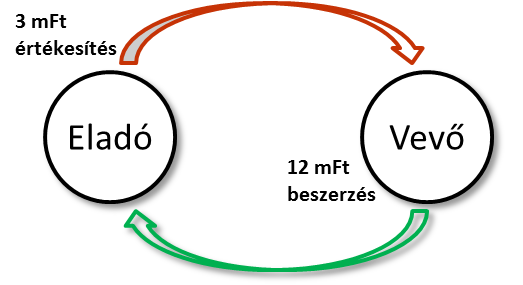 3 mFt
értékesítés
Eladó
Vevő
12 mFt
beszerzés